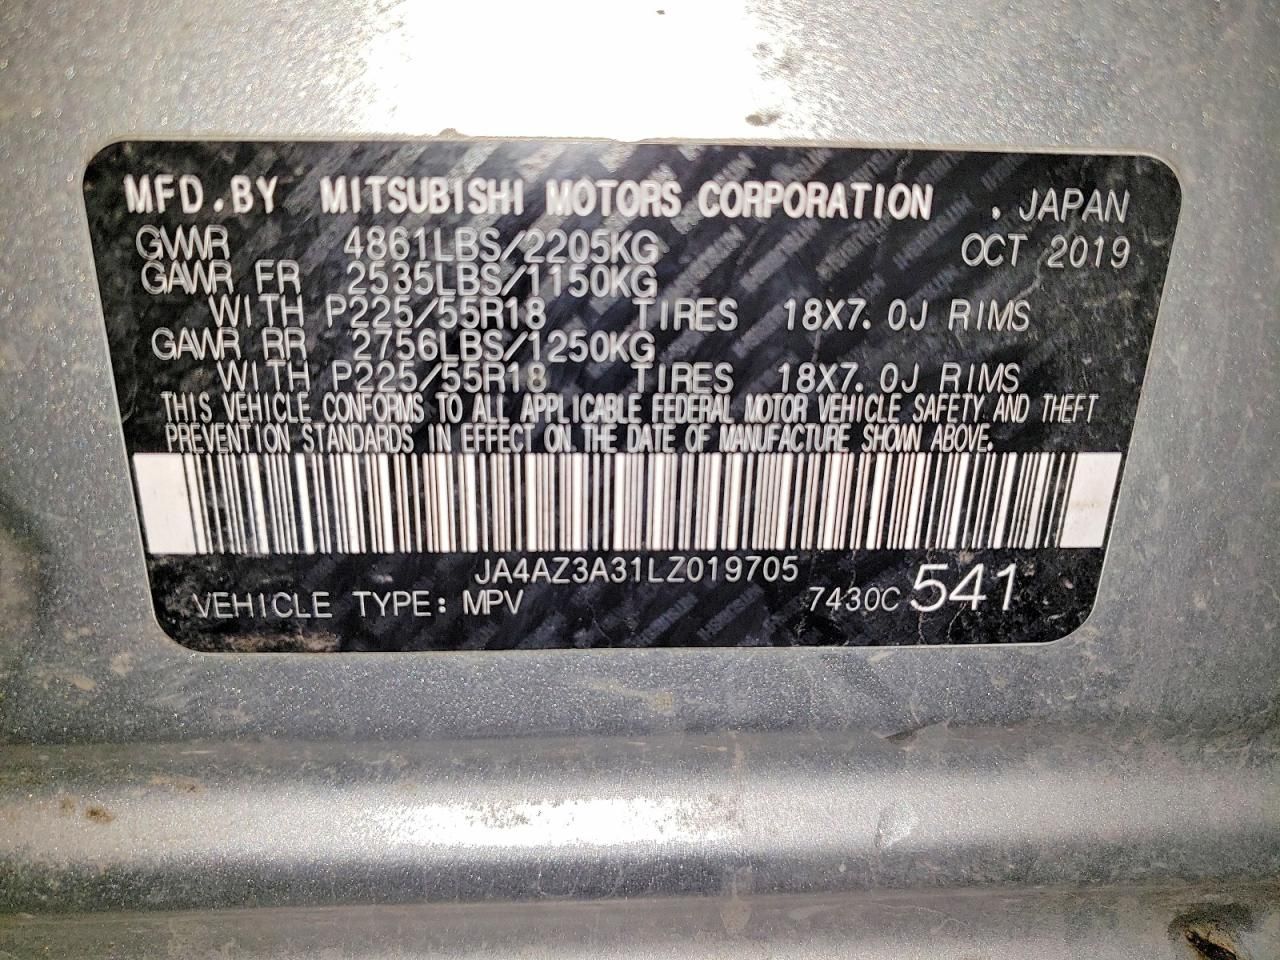 MFD.BY MITSUBISHI MOTORS CORPORATION . JAPAN
GVWR 4861LBS/2205KG OCT 2019
GAWR FR 2535LBS/1150KG
WITH P225/55R18 TIRES 18X7.0J RIMS
GAWR RR 2756LBS/1250KG
WITH P225/55R18 TIRES 18X7.0J RIMS
THIS VEHICLE CONFORMS TO ALL APPLICABLE FEDERAL MOTOR VEHICLE SAFETY AND THEFT
PREVENTION STANDARDS IN EFFECT ON THE DATE OF MANUFACTURE SHOWN ABOVE.
JA4AZ3A31LZ019705
VEHICLE TYPE: MPV 7430C 541